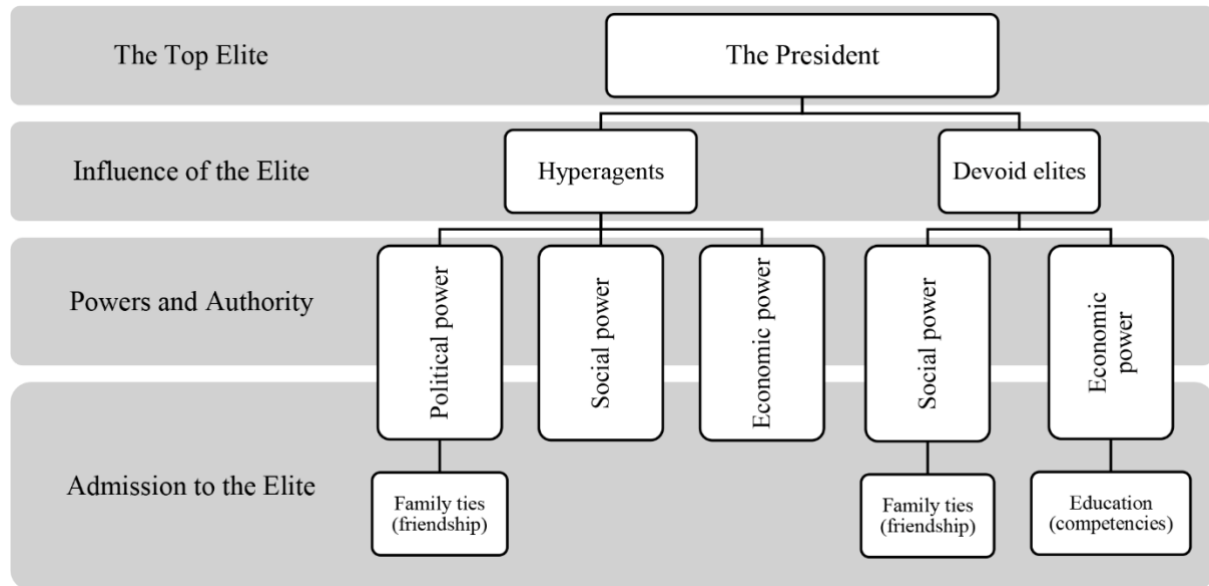 The Top Elite
The President
Influence of the Elite
Hyperagents
Devoid elites
Powers and Authority
Political power
Social power
Economic power
Social power
Economic
power
Admission to the Elite
Family ties
(friendship)
Family ties
(friendship)
Education
(competencies)